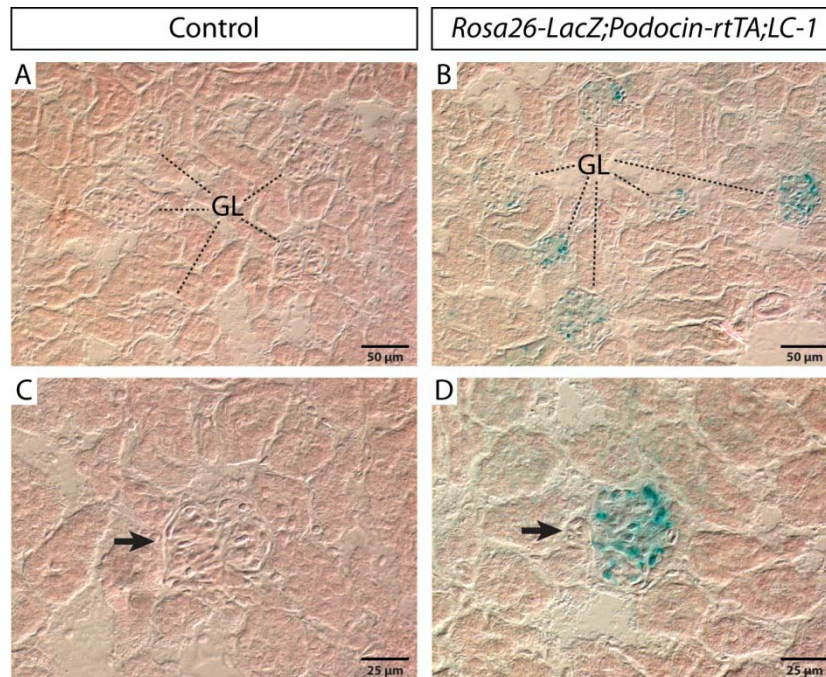 Control
Rosa26-LacZ;Podocin-rtTA;LC-1
A
GL
50 µm
B
GL
50 µm
C
25 µm
D
25 µm